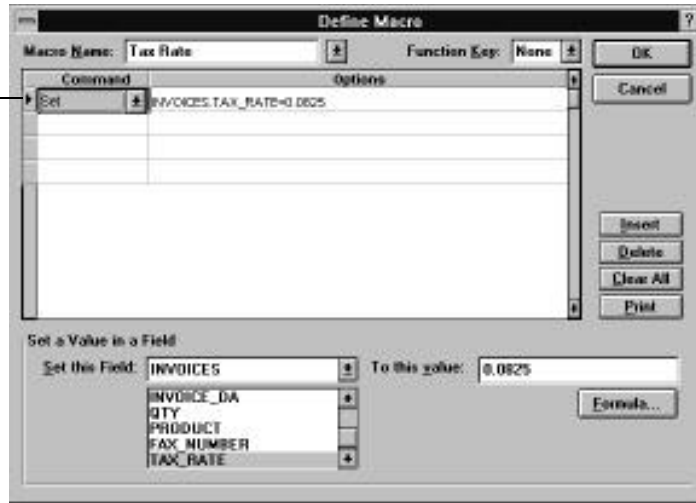 Define Macro ?
Macro Name: Tax Rate Function Key: None OK
Command Options Cancel
Set INVOICES.TAX_RATE=0.0825
Insert
Delete
Clear All
Print
Set a Value in a Field
Set this Field: INVOICES To this value: 0.0825
INVOICE_DA
QTY
PRODUCT
FAX_NUMBER
TAX_RATE
Formula...